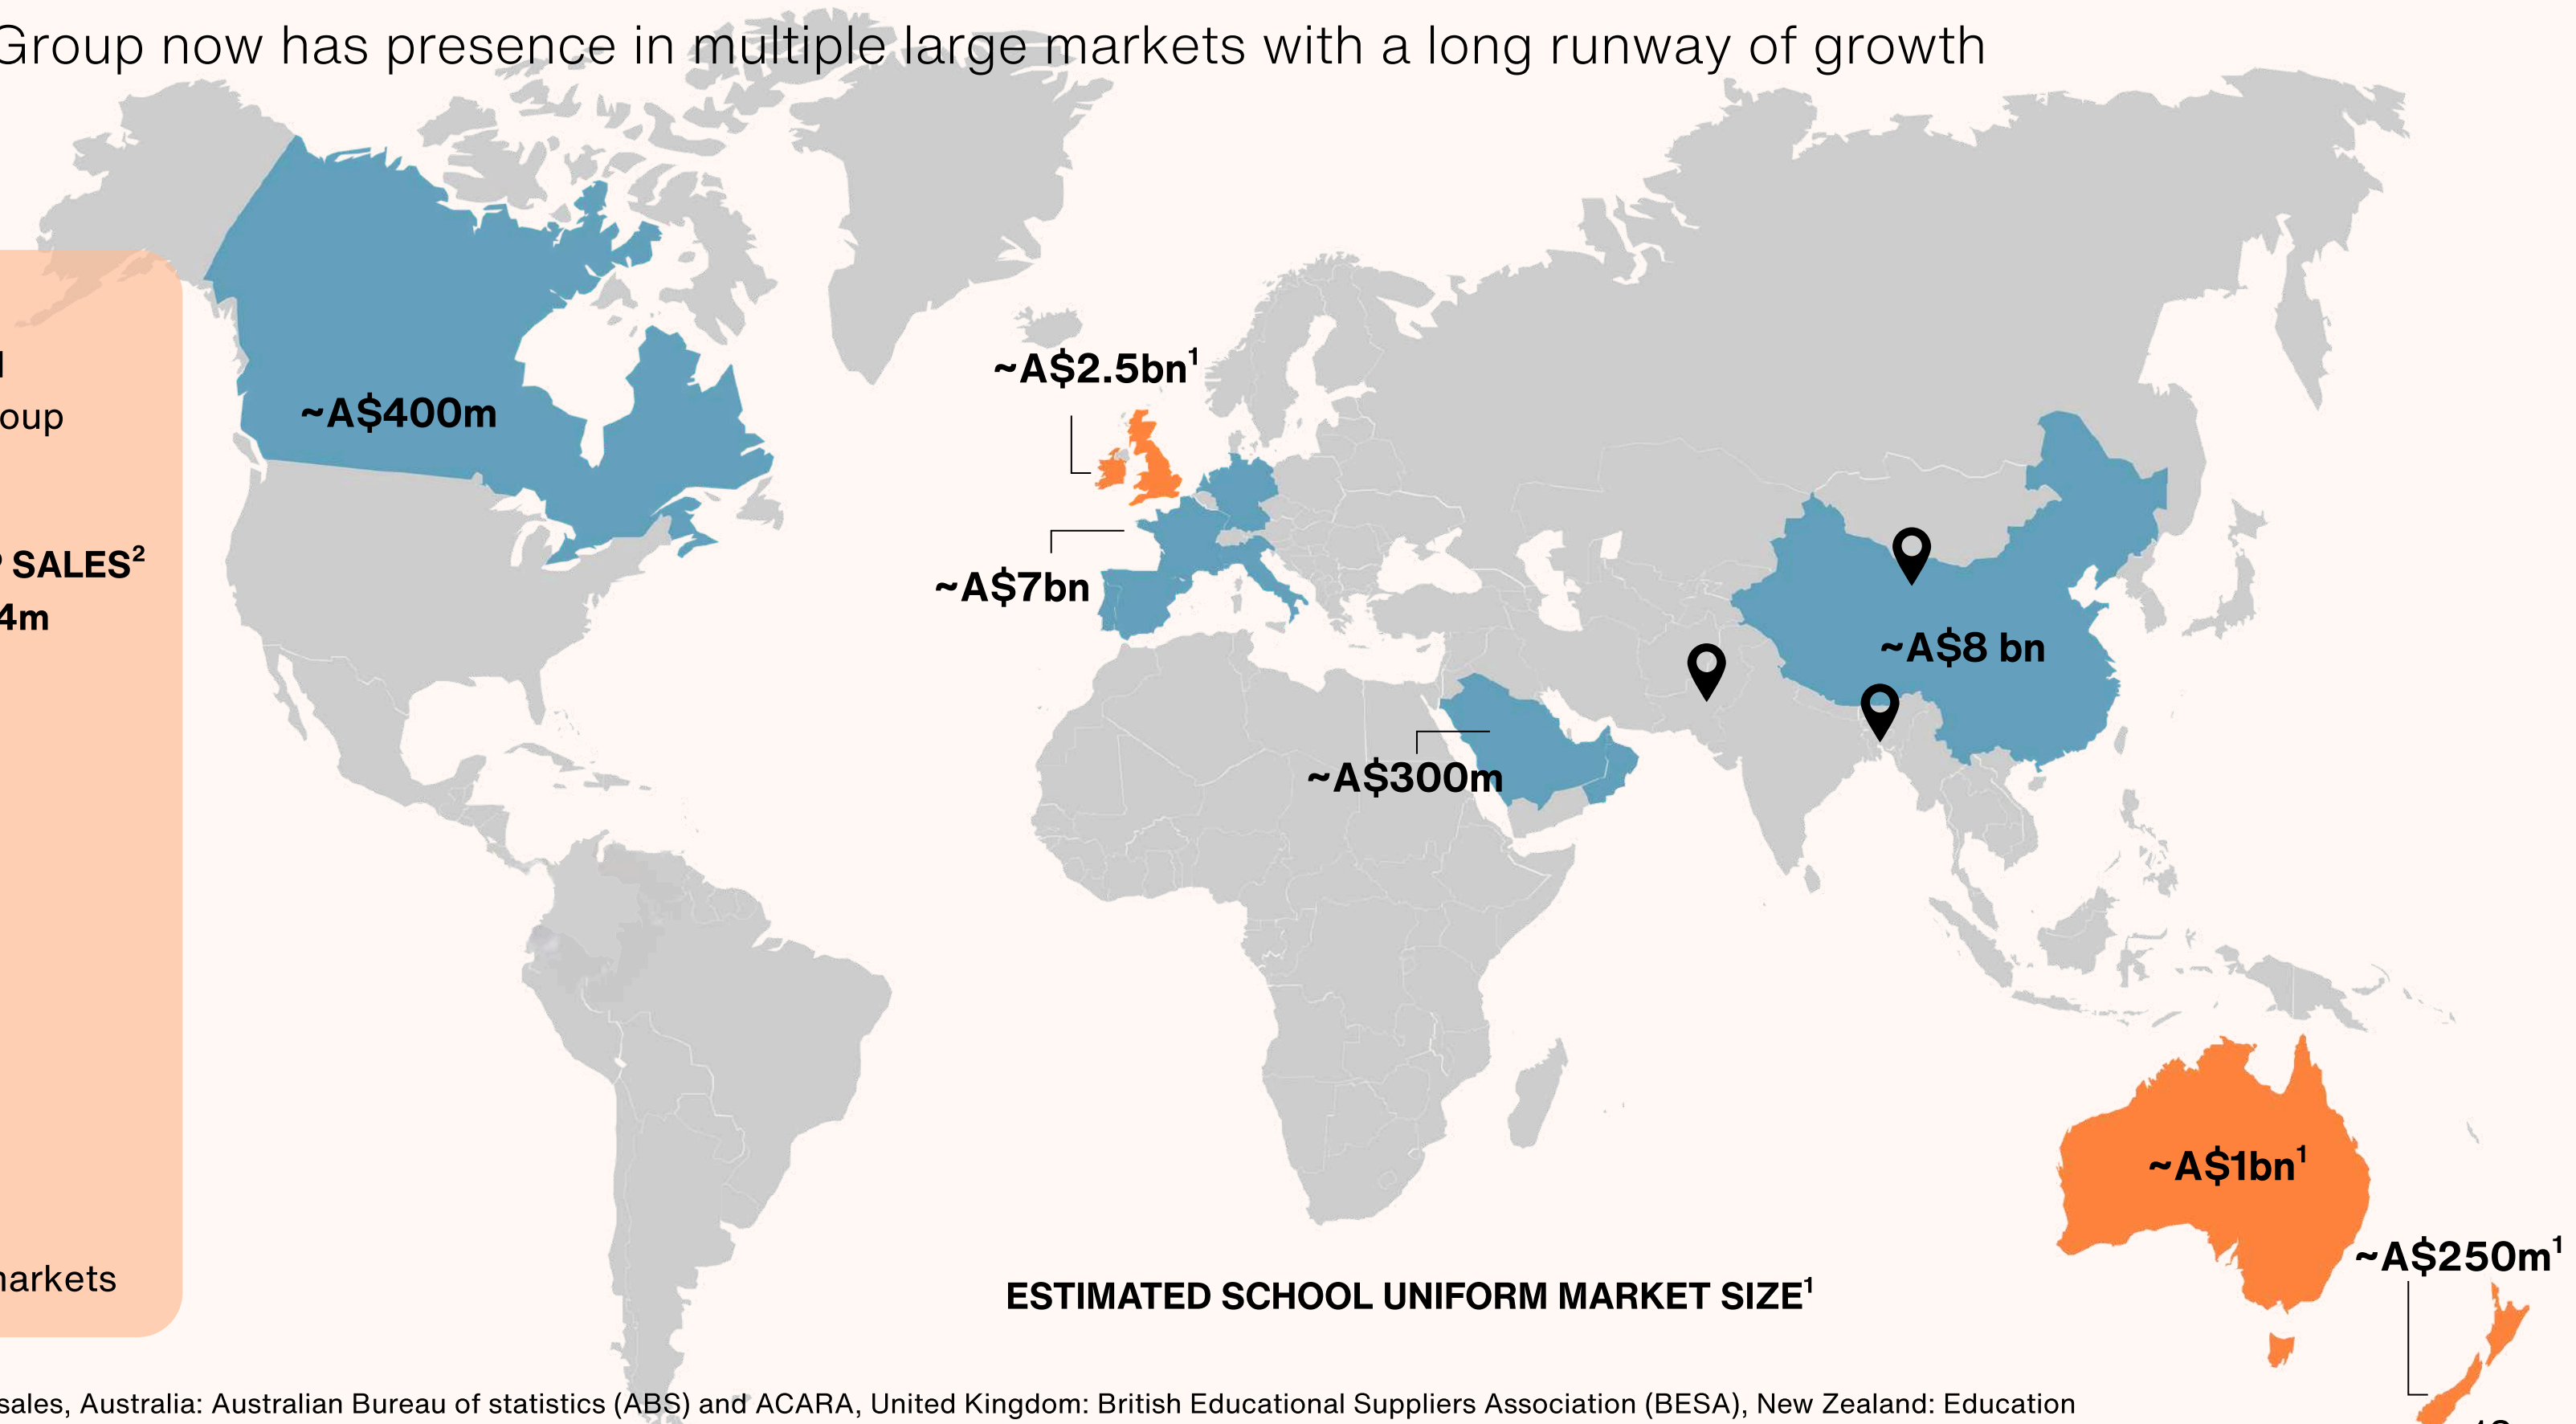 Group now has presence in multiple large markets with a long runway of growth
oup
SALES²
4m
arkets
~A$400m
~A$2.5bn¹
~A$7bn
~A$300m
~A$8 bn
~A$1bn¹
~A$250m¹
ESTIMATED SCHOOL UNIFORM MARKET SIZE¹
sales, Australia: Australian Bureau of statistics (ABS) and ACARA, United Kingdom: British Educational Suppliers Association (BESA), New Zealand: Education